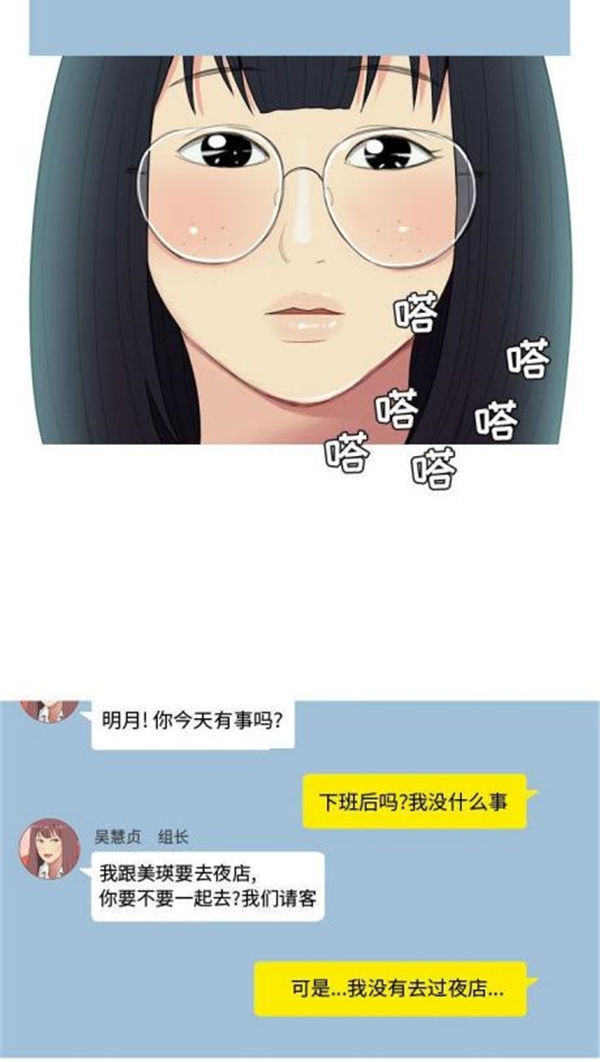 嗒
嗒
嗒
嗒
嗒
嗒
明月! 你今天有事吗?
下班后吗?我没什么事
吴慧贞 组长
我跟美瑛要去夜店,
你要不要一起去?我们请客
可是...我没有去过夜店...